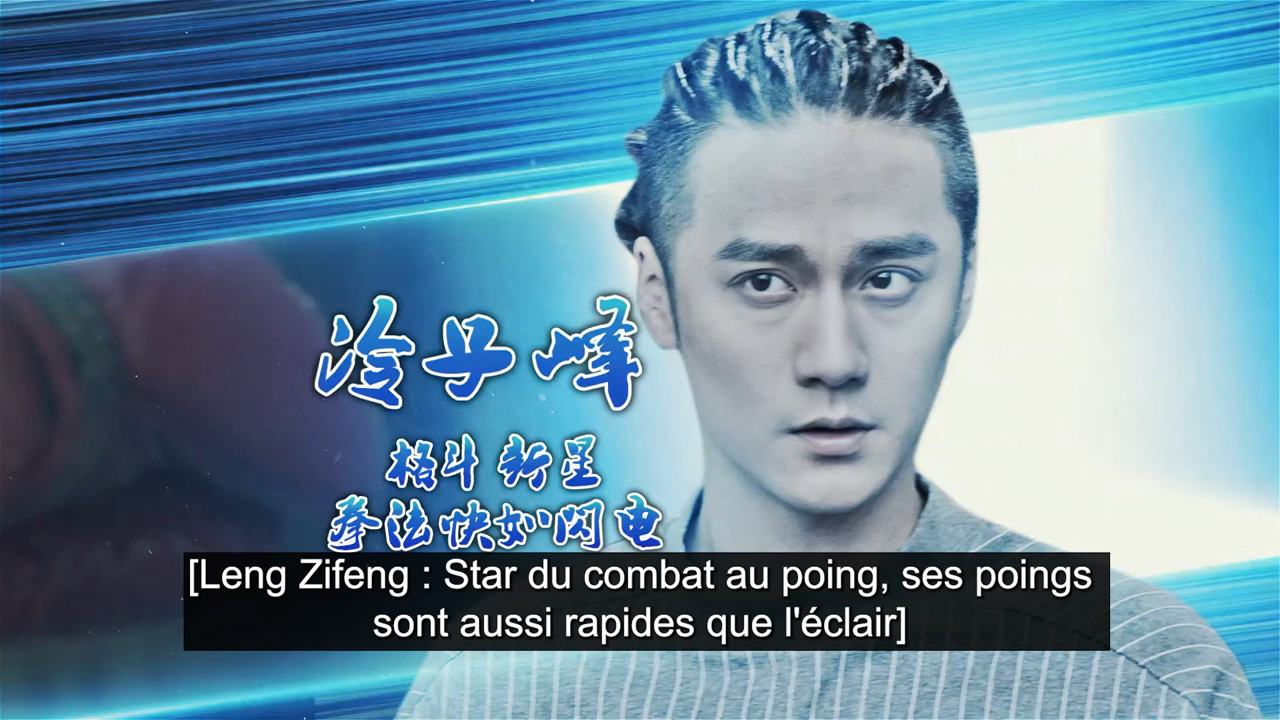 冷子峰
格斗新星
拳法快如闪电
[Leng Zifeng : Star du combat au poing, ses poings
sont aussi rapides que l'éclair]